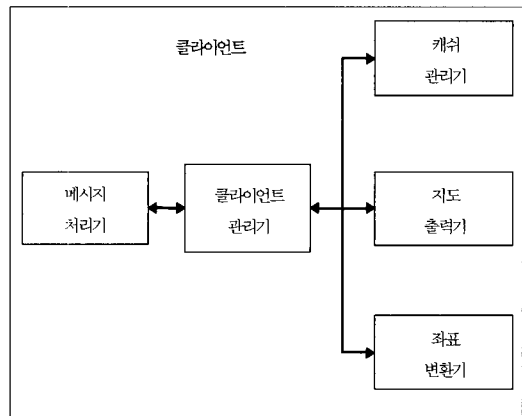 클라이언트
캐쉬
관리기
메시지
처리기
클라이언트
관리기
지도
출력기
좌표
변환기